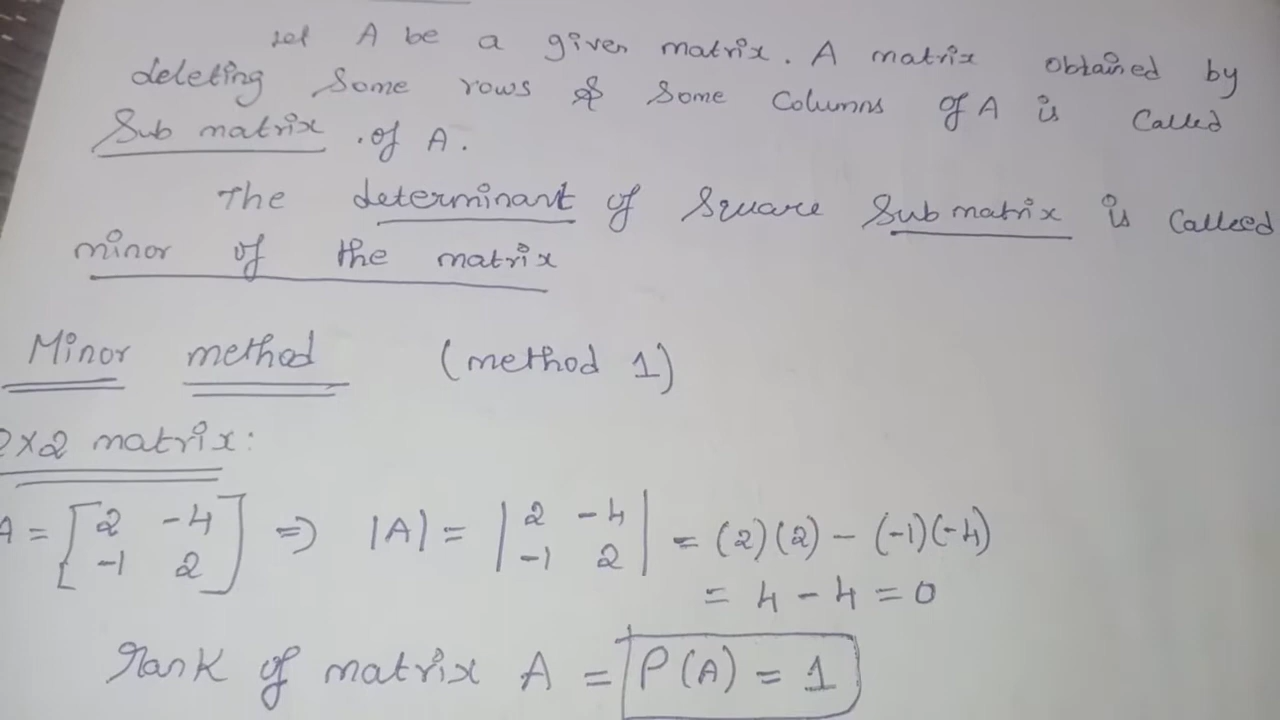 Let A be a given matrix. A matrix obtained by
deleting Some rows & Some Columns of A is Called
Sub matrix of A.
The determinant of Square Sub matrix is Called
minor of the matrix
Minor method (method 1)
2×2 matrix:
A = [2 -4 -1 2] => |A| = |2 -4 -1 2| = (2)(2) - (-1)(-4)
= 4 - 4 = 0
Rank of matrix A = P(A) = 1